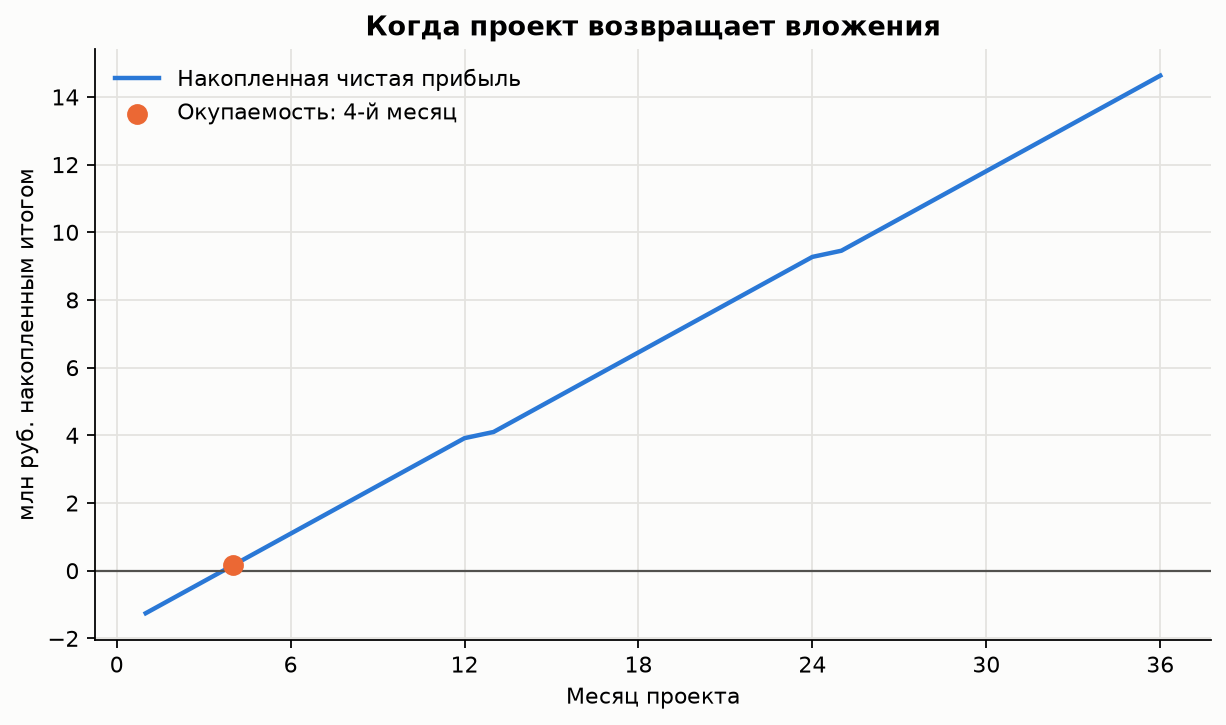 Когда проект возвращает вложения
Накопленная чистая прибыль
Окупаемость: 4-й месяц
млн руб. накопленным итогом
14
12
10
8
6
4
2
0
−2
0 6 12 18 24 30 36
Месяц проекта